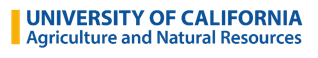 UNIVERSITY OF CALIFORNIA
Agriculture and Natural Resources